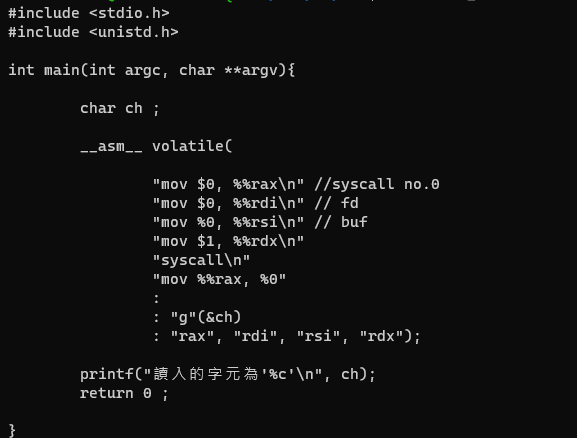 #include <stdio.h>
#include <unistd.h>
int main(int argc, char **argv){
char ch ;
__asm__ volatile(
"mov $0, %%rax\n" //syscall no.0
"mov $0, %%rdi\n" // fd
"mov %0, %%rsi\n" // buf
"mov $1, %%rdx\n"
"syscall\n"
"mov %%rax, %0"
:
: "g"(&ch)
: "rax", "rdi", "rsi", "rdx");
printf("讀入的字元為'%c'\n", ch);
return 0 ;
}